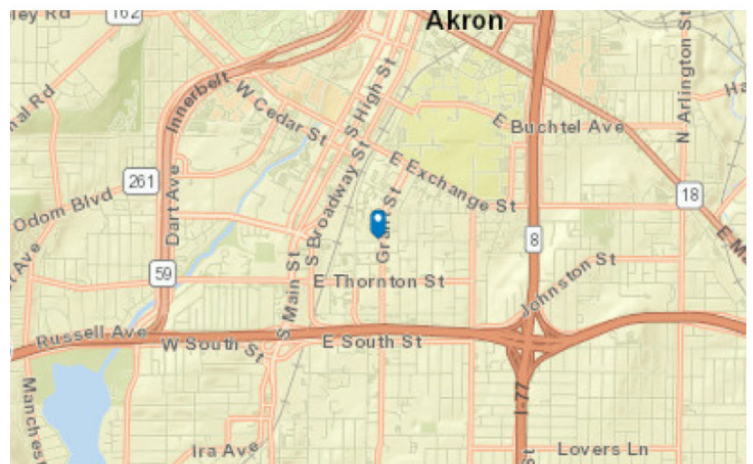 ley Rd
162
Akron
Innerbelt
W Cedar St
S High St
N Arlington St
E Buchtel Ave
E Exchange St
261
Odom Blvd
Dart Ave
S Broadway St
Grant St
18
8
59
E Thornton St
Johnston St
S Main St
Russell Ave
W South St
E South St
I-77
Ira Ave
Lovers Ln